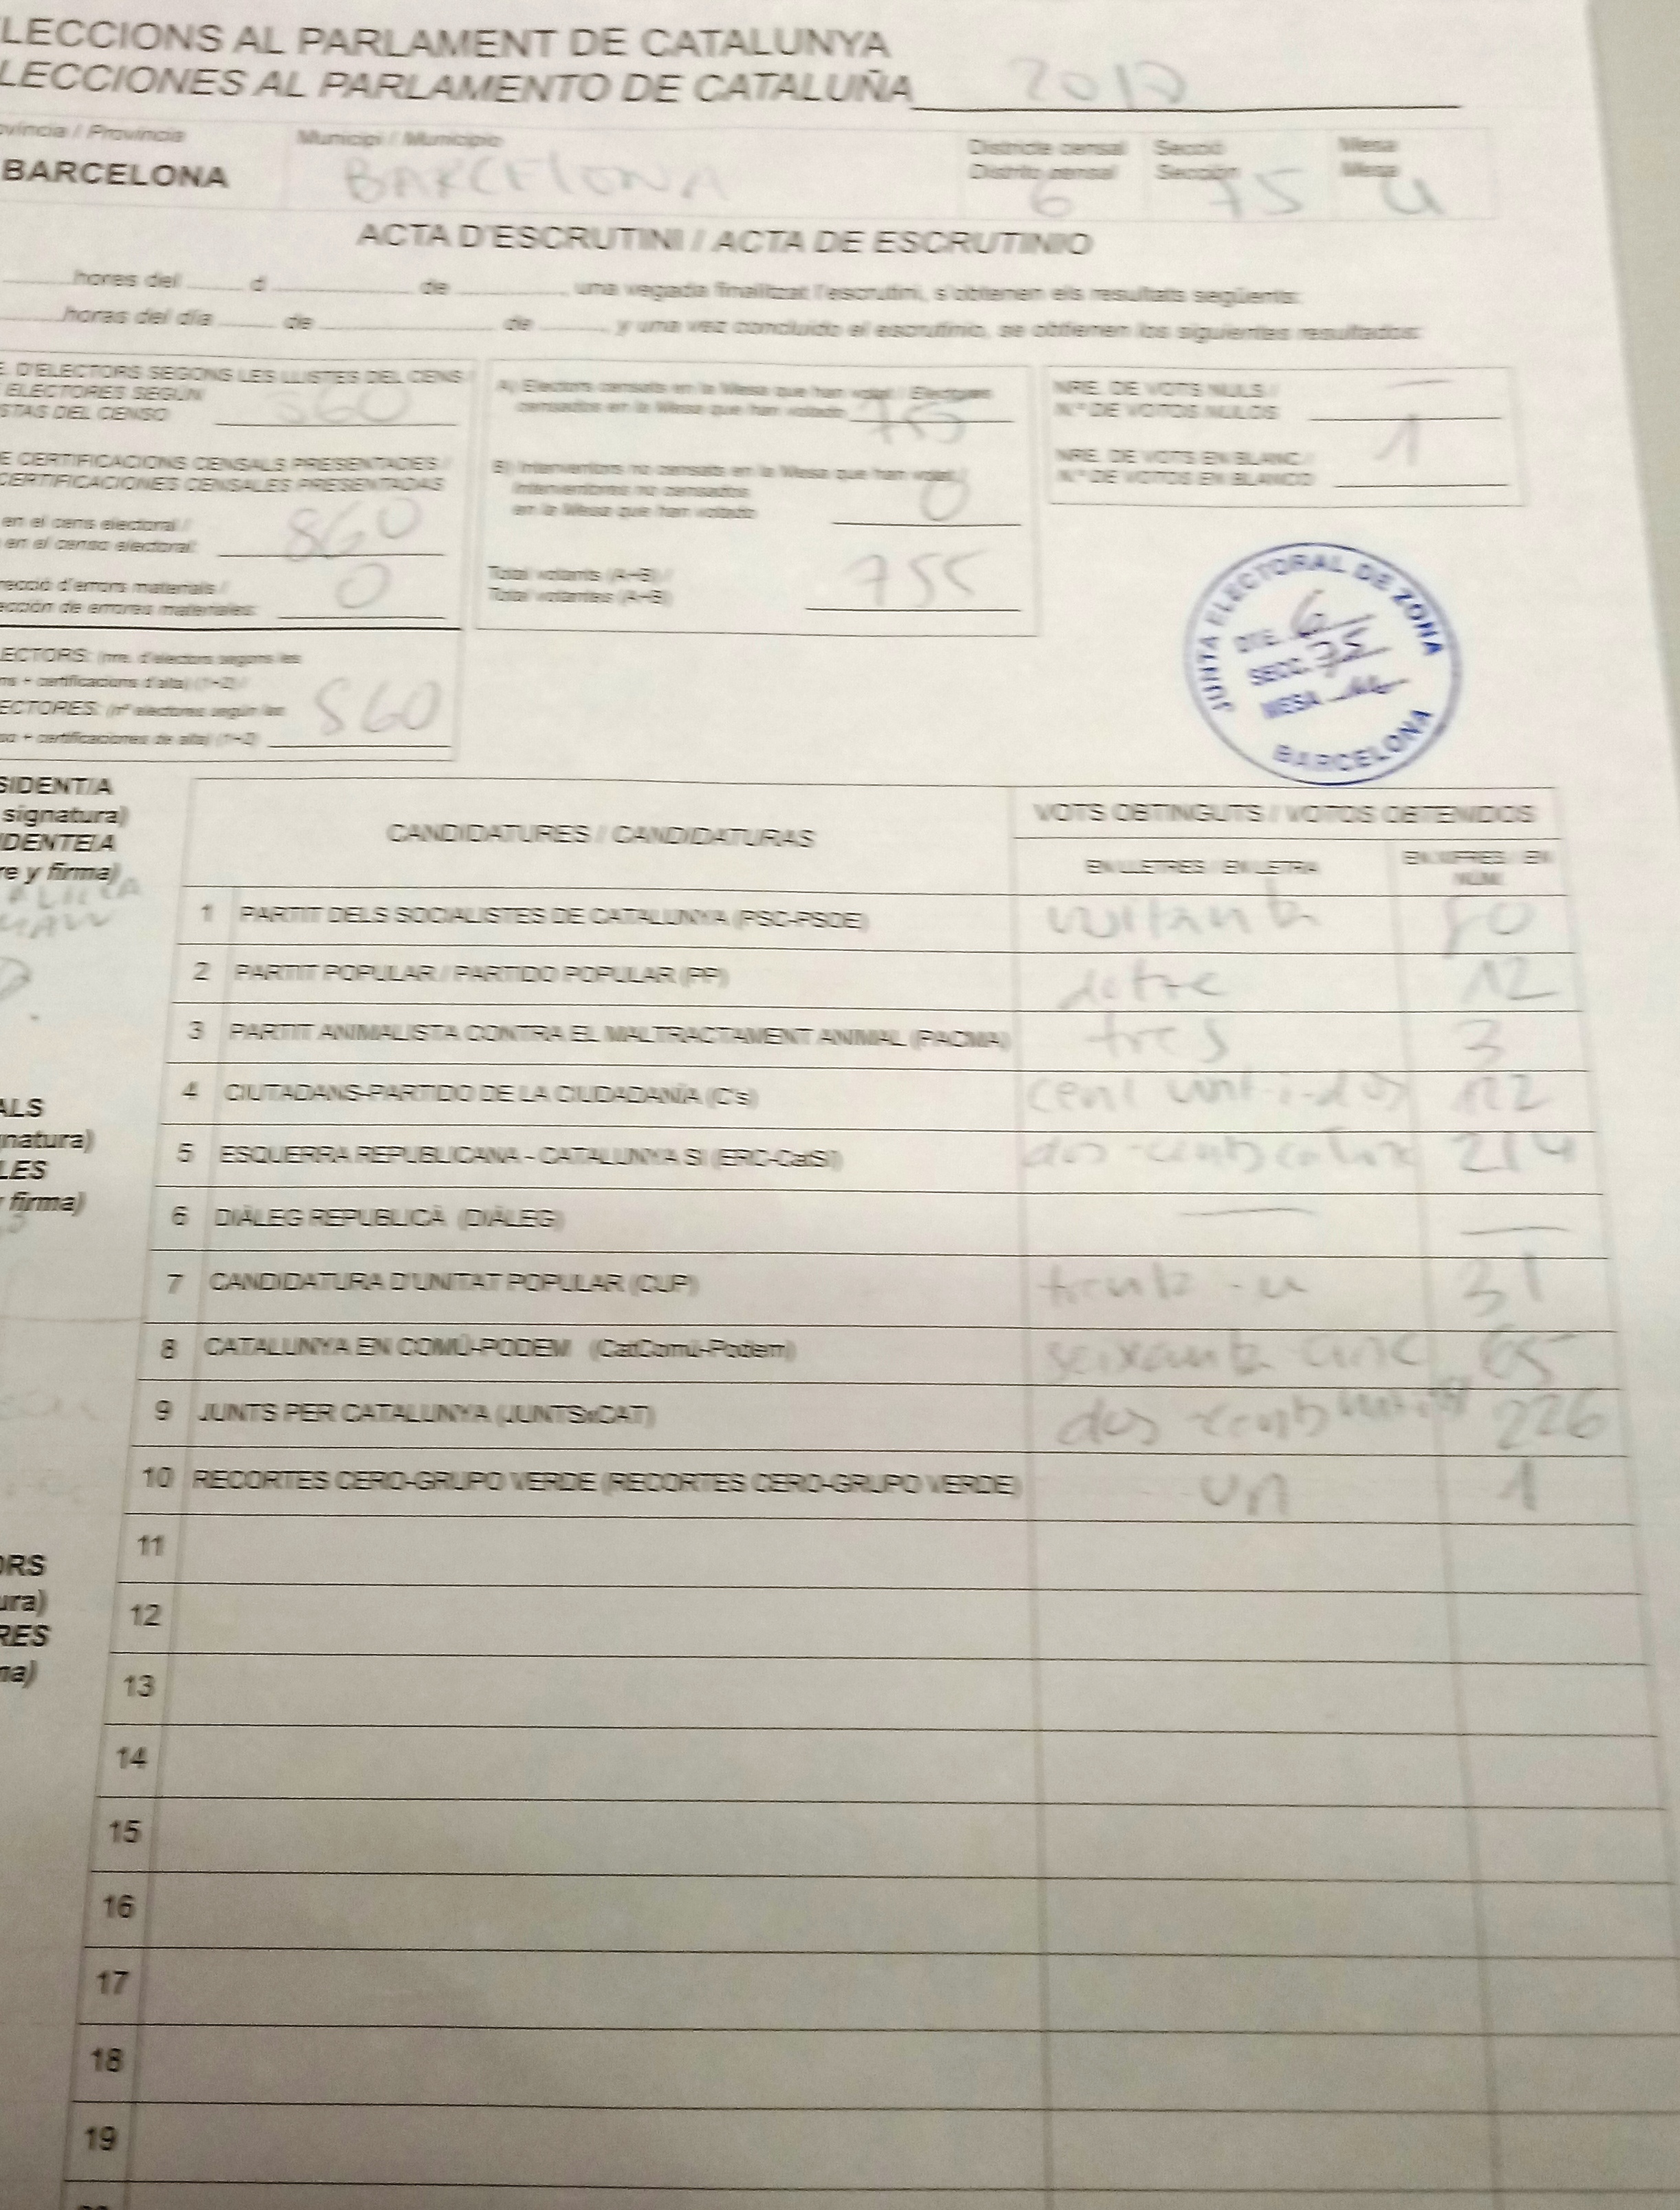 LECCIONS AL PARLAMENT DE CATALUNYA
LECCIONES AL PARLAMENTO DE CATALUÑA 2017
ovíncia / Provincia Municipi / Municipio Districte censal Secció Mesa
Distrito censal Sección Mesa
BARCELONA BARCELONA 6 75 U
ACTA D'ESCRUTINI / ACTA DE ESCRUTINIO
hores del d de una vegada finalitzat l'escrutini, s'obtenen els resultats següents:
horas del día de de y una vez concluido el escrutinio, se obtienen los siguientes resultados:
E. D'ELECTORS SEGONS LES LLISTES DEL CENS /
ELECTORES SEGÚN
STAS DEL CENSO 860
E CERTIFICACIONS CENSALS PRESENTADES /
CERTIFICACIONES CENSALES PRESENTADAS
en el cens electoral /
en el censo electoral: 860
recció d'errors materials /
ección de errores materiales: 0
ECTORS: (nre. d'electors segons les
ns + certificacions d'alta) (1+2) /
ECTORES: (nº electores según las
so + certificaciones de alta) (1+2) 860
A) Electors censats en la Mesa que han votat / Electores
censados en la Mesa que han votado
B) Interventors no censats en la Mesa que han votat /
Interventores no censados
en la Mesa que han votado 0
Total votants (A+B) /
Total votantes (A+B) 755
NRE. DE VOTS NULS /
N.º DE VOTOS NULOS —
NRE. DE VOTS EN BLANC /
N.º DE VOTOS EN BLANCO 1
JUNTA ELECTORAL DE ZONA
DTE. 6
SECC. 75
MESA
BARCELONA
SIDENT/A
signatura)
IDENTE/A
re y firma)
ALS
gnatura)
LES
y firma)
ORS
ura)
RES
ma)
CANDIDATURES / CANDIDATURAS VOTS OBTINGUTS / VOTOS OBTENIDOS
EN LLETRES / EN LETRA EN XIFRES / EN NÚM.
1 PARTIT DELS SOCIALISTES DE CATALUNYA (PSC-PSOE) vuitanta 80
2 PARTIT POPULAR / PARTIDO POPULAR (PP) dotze 12
3 PARTIT ANIMALISTA CONTRA EL MALTRACTAMENT ANIMAL (PACMA) tres 3
4 CIUTADANS-PARTIDO DE LA CIUDADANÍA (C's) cent vint-i-dos 122
5 ESQUERRA REPUBLICANA - CATALUNYA SÍ (ERC-CatSí) dos-cents catorze 214
6 DIÀLEG REPUBLICÀ (DIÀLEG) — —
7 CANDIDATURA D'UNITAT POPULAR (CUP) trenta-u 31
8 CATALUNYA EN COMÚ-PODEM (CatComú-Podem) seixanta cinc 65
9 JUNTS PER CATALUNYA (JUNTSxCAT) dos-cents 226
10 RECORTES CERO-GRUPO VERDE (RECORTES CERO-GRUPO VERDE) un 1
11
12
13
14
15
16
17
18
19